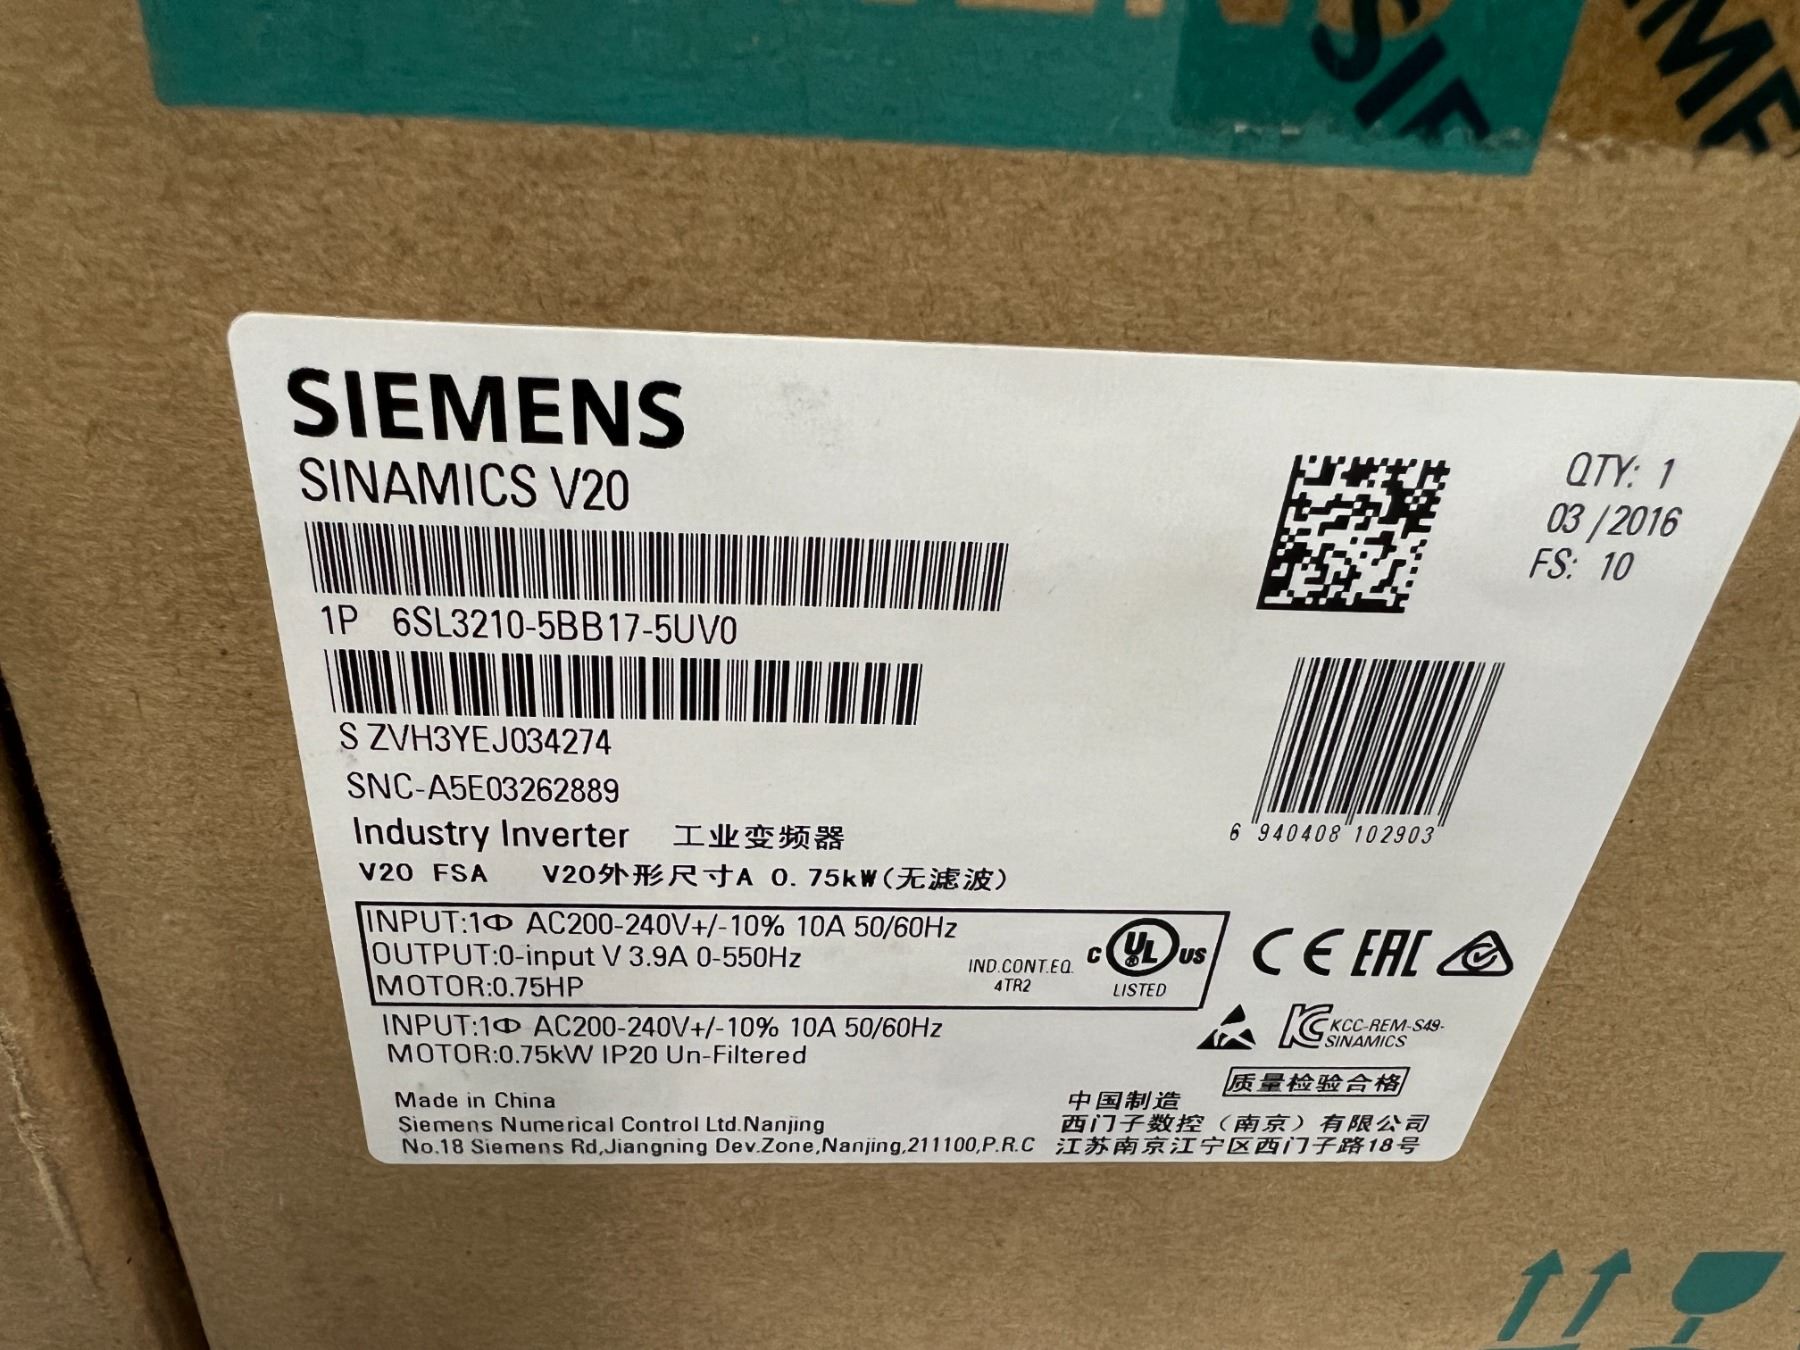 SIE
SIEME
SIEMENS
SINAMICS V20
QTY: 1
03 /2016
FS: 10
1P 6SL3210-5BB17-5UV0
S ZVH3YEJ034274
SNC-A5E03262889
6 940408 102903
Industry Inverter 工业变频器
V20 FSA V20外形尺寸A 0.75kW(无滤波)
INPUT:1Φ AC200-240V+/-10% 10A 50/60Hz
OUTPUT:0-input V 3.9A 0-550Hz
MOTOR:0.75HP
IND.CONT.EQ.
4TR2
C UL US
LISTED
CE EAC
INPUT:1Φ AC200-240V+/-10% 10A 50/60Hz
MOTOR:0.75kW IP20 Un-Filtered
KCC-REM-S49-
SINAMICS
质量检验合格
Made in China
Siemens Numerical Control Ltd.Nanjing
No.18 Siemens Rd,Jiangning Dev.Zone,Nanjing,211100,P.R.C
中国制造
西门子数控（南京）有限公司
江苏南京江宁区西门子路18号